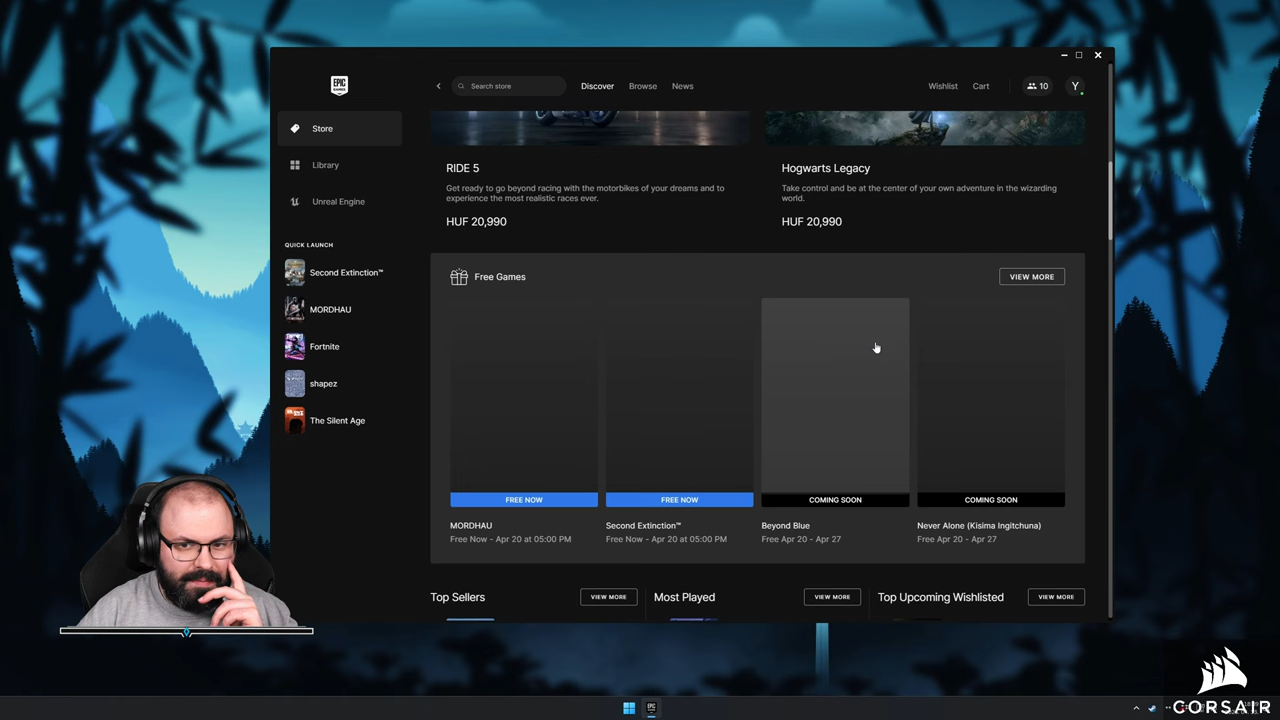 EPIC
GAMES
Search store
Discover
Browse
News
Wishlist
Cart
10
Y
Store
Library
Unreal Engine
QUICK LAUNCH
Second Extinction™
MORDHAU
Fortnite
shapez
The Silent Age
RIDE 5
Get ready to go beyond racing with the motorbikes of your dreams and to
experience the most realistic races ever.
HUF 20,990
Hogwarts Legacy
Take control and be at the center of your own adventure in the wizarding
world.
HUF 20,990
Free Games
VIEW MORE
FREE NOW
MORDHAU
Free Now - Apr 20 at 05:00 PM
FREE NOW
Second Extinction™
Free Now - Apr 20 at 05:00 PM
COMING SOON
Beyond Blue
Free Apr 20 - Apr 27
COMING SOON
Never Alone (Kisima Ingitchuna)
Free Apr 20 - Apr 27
Top Sellers
VIEW MORE
Most Played
VIEW MORE
Top Upcoming Wishlisted
VIEW MORE
CORSAIR